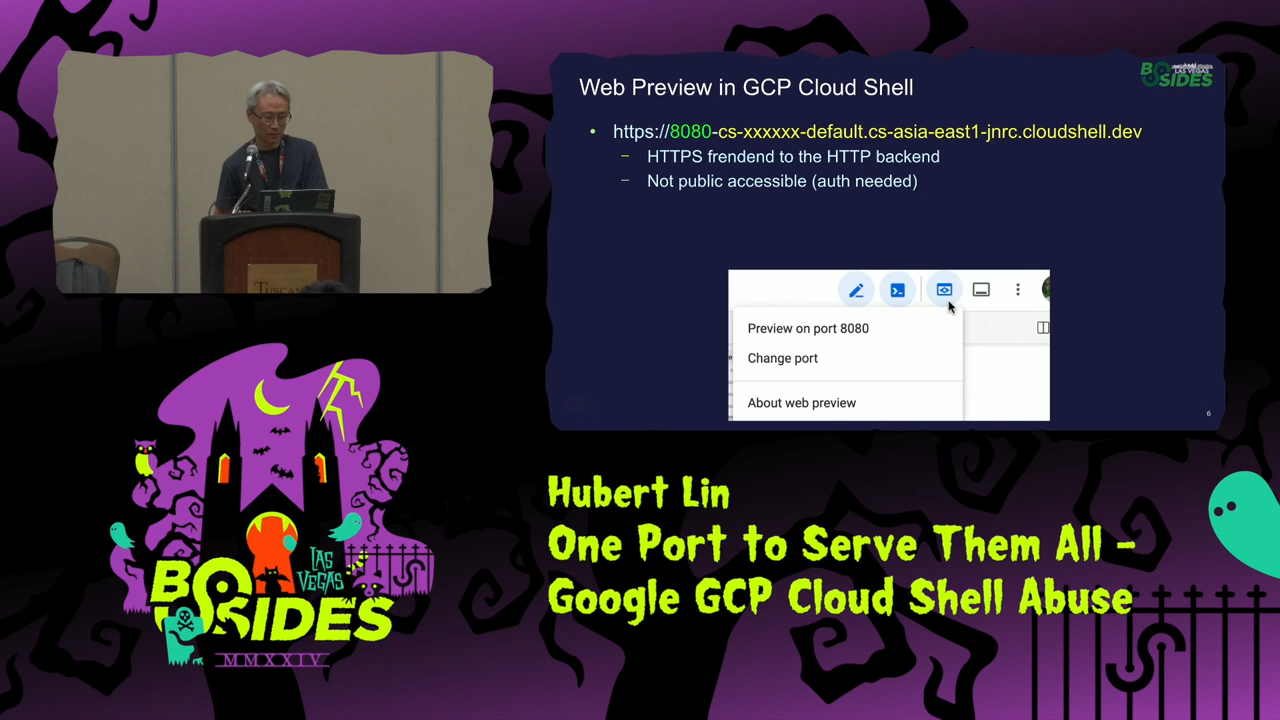 Web Preview in GCP Cloud Shell
BSIDES
LAS VEGAS
• https://8080-cs-xxxxxx-default.cs-asia-east1-jnrc.cloudshell.dev
– HTTPS frendend to the HTTP backend
– Not public accessible (auth needed)
Preview on port 8080
Change port
About web preview
6
TUSCAN
LAS
VEGAS
BSIDES
MMXXIV
Hubert Lin
One Port to Serve Them All –
Google GCP Cloud Shell Abuse